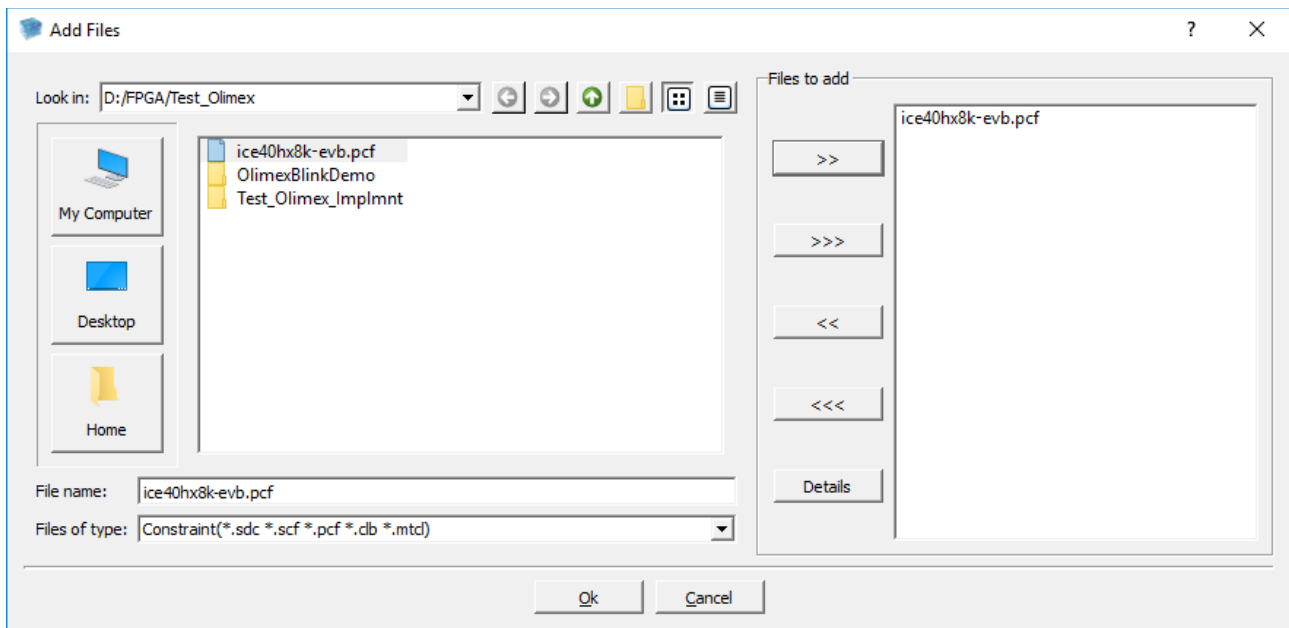 Add Files
?
Look in: D:/FPGA/Test_Olimex
My Computer
Desktop
Home
ice40hx8k-evb.pcf
OlimexBlinkDemo
Test_Olimex_Implmnt
File name: ice40hx8k-evb.pcf
Files of type: Constraint(*.sdc *.scf *.pcf *.clb *.mtcl)
Files to add
>>
>>>
<<
<<<
Details
ice40hx8k-evb.pcf
Ok
Cancel